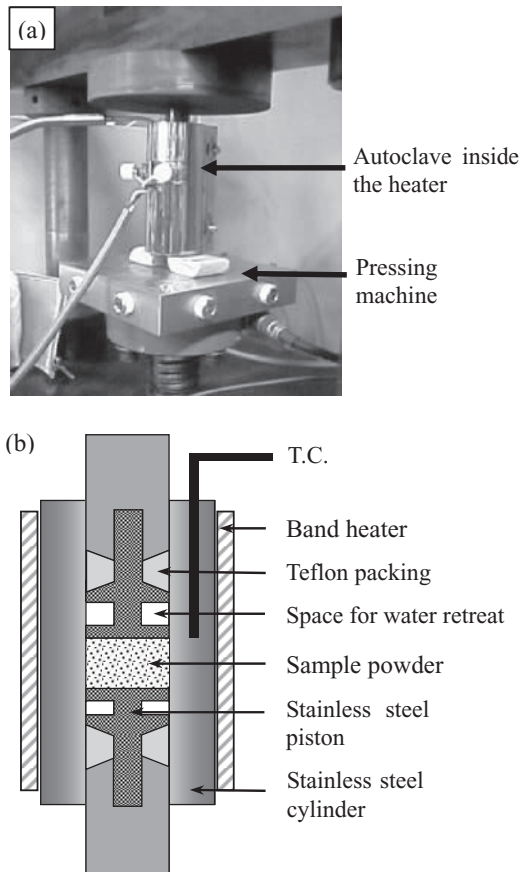 (a)
Autoclave inside
the heater
Pressing
machine
(b)
T.C.
Band heater
Teflon packing
Space for water retreat
Sample powder
Stainless steel
piston
Stainless steel
cylinder